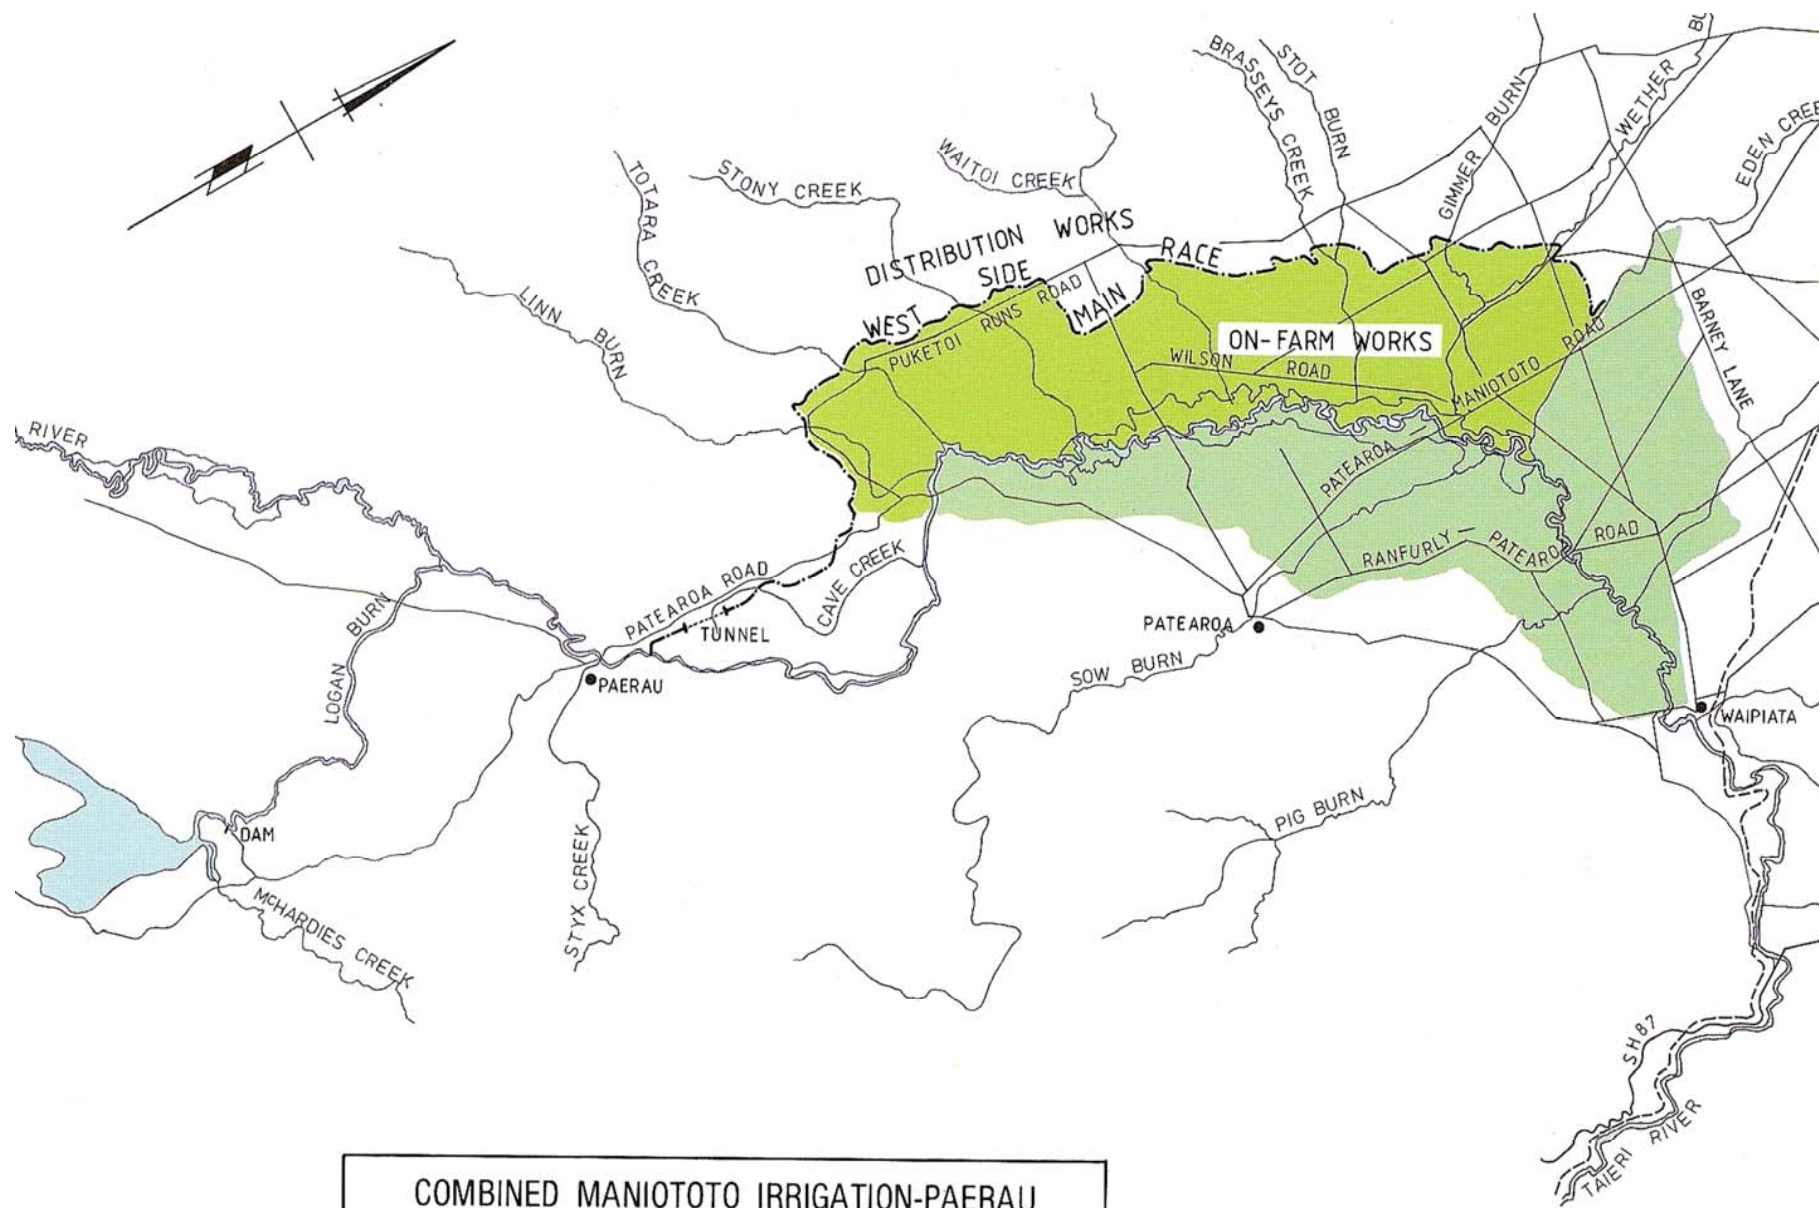 BRASSEYS CREEK
STOT BURN
GIMMER BURN
WETHER BU
EDEN CREE
TOTARA CREEK
STONY CREEK
WAITOI CREEK
DISTRIBUTION WORKS
WEST SIDE MAIN RACE
PUKETOI RUNS ROAD
LINN BURN
ON-FARM WORKS
WILSON ROAD
BARNEY LANE
PATEAROA MANIOTOTO ROAD
RIVER
RANFURLY — PATEAROA ROAD
PATEAROA ROAD
CAVE CREEK
TUNNEL
LOGAN BURN
PAERAU
PATEAROA
SOW BURN
WAIPIATA
DAM
PIG BURN
STYX CREEK
McHARDIES CREEK
SH87
TAIERI RIVER
COMBINED MANIOTOTO IRRIGATION-PAERAU